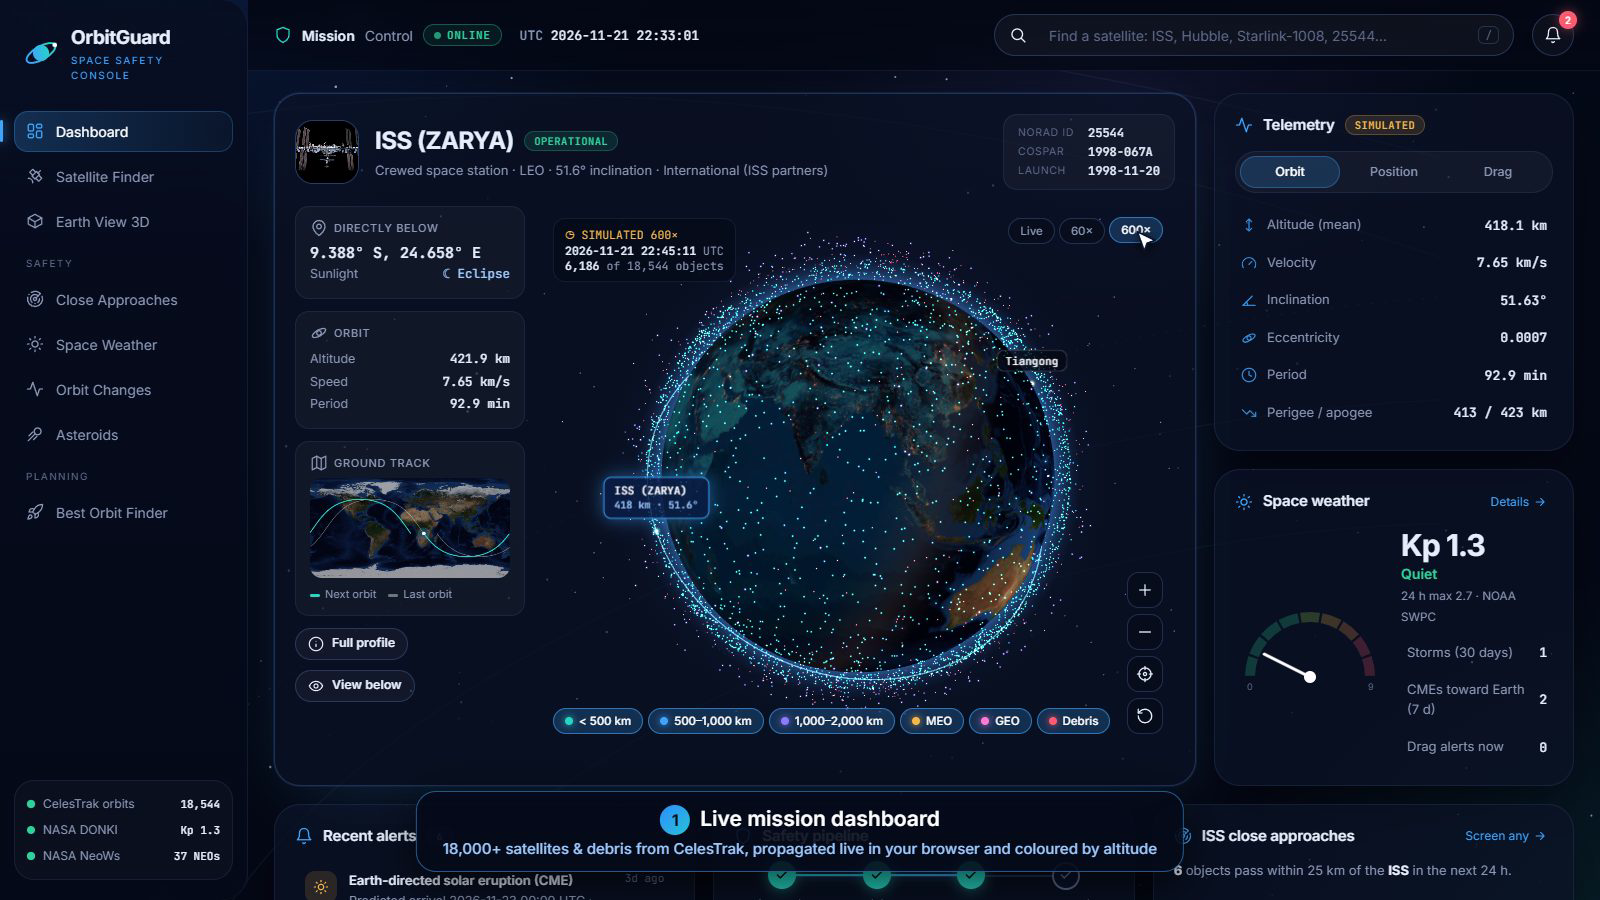 OrbitGuard
SPACE SAFETY
CONSOLE
Dashboard
Satellite Finder
Earth View 3D
SAFETY
Close Approaches
Space Weather
Orbit Changes
Asteroids
PLANNING
Best Orbit Finder
CelesTrak orbits 18,544
NASA DONKI Kp 1.3
NASA NeoWs 37 NEOs
Mission Control ONLINE UTC 2026-11-21 22:33:01
Find a satellite: ISS, Hubble, Starlink-1008, 25544... /
2
ISS (ZARYA) OPERATIONAL
Crewed space station · LEO · 51.6° inclination · International (ISS partners)
NORAD ID 25544
COSPAR 1998-067A
LAUNCH 1998-11-20
DIRECTLY BELOW
9.388° S, 24.658° E
Sunlight Eclipse
ORBIT
Altitude 421.9 km
Speed 7.65 km/s
Period 92.9 min
GROUND TRACK
Next orbit Last orbit
Full profile
View below
SIMULATED 600×
2026-11-21 22:45:11 UTC
6,186 of 18,544 objects
Live 60× 600×
Tiangong
ISS (ZARYA)
418 km · 51.6°
< 500 km 500–1,000 km 1,000–2,000 km MEO GEO Debris
Telemetry SIMULATED
Orbit Position Drag
Altitude (mean) 418.1 km
Velocity 7.65 km/s
Inclination 51.63°
Eccentricity 0.0007
Period 92.9 min
Perigee / apogee 413 / 423 km
Space weather Details →
Kp 1.3
Quiet
24 h max 2.7 · NOAA
SWPC
0 9
Storms (30 days) 1
CMEs toward Earth
(7 d) 2
Drag alerts now 0
Recent alerts
Earth-directed solar eruption (CME) 3d ago
Predicted arrival 2026-11-22 00:00 UTC ·
Safety pipeline
1 Live mission dashboard
18,000+ satellites & debris from CelesTrak, propagated live in your browser and coloured by altitude
ISS close approaches Screen any →
6 objects pass within 25 km of the ISS in the next 24 h.